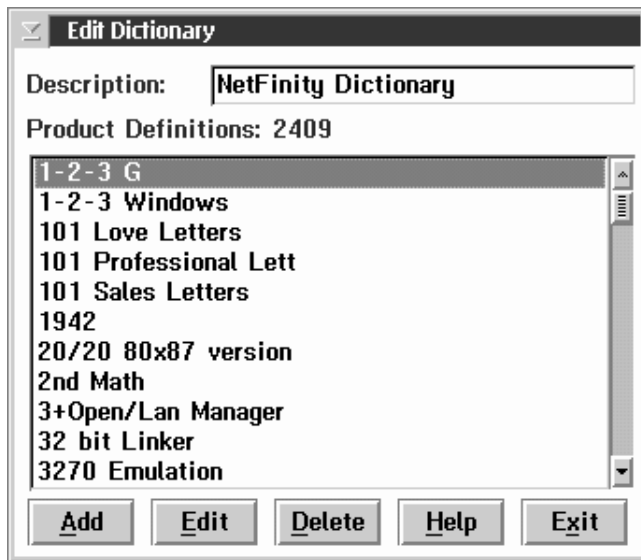 Edit Dictionary
Description: NetFinity Dictionary
Product Definitions: 2409
1-2-3 G
1-2-3 Windows
101 Love Letters
101 Professional Lett
101 Sales Letters
1942
20/20 80x87 version
2nd Math
3+Open/Lan Manager
32 bit Linker
3270 Emulation
Add Edit Delete Help Exit